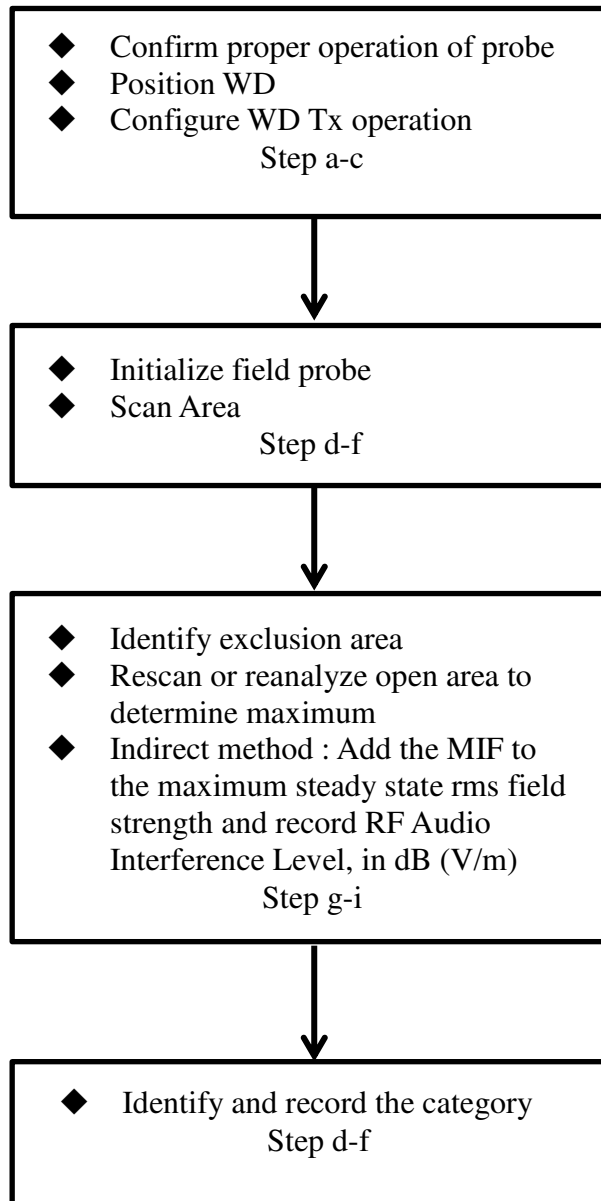 ◆ Confirm proper operation of probe
◆ Position WD
◆ Configure WD Tx operation
Step a-c
◆ Initialize field probe
◆ Scan Area
Step d-f
◆ Identify exclusion area
◆ Rescan or reanalyze open area to
determine maximum
◆ Indirect method : Add the MIF to
the maximum steady state rms field
strength and record RF Audio
Interference Level, in dB (V/m)
Step g-i
◆ Identify and record the category
Step d-f